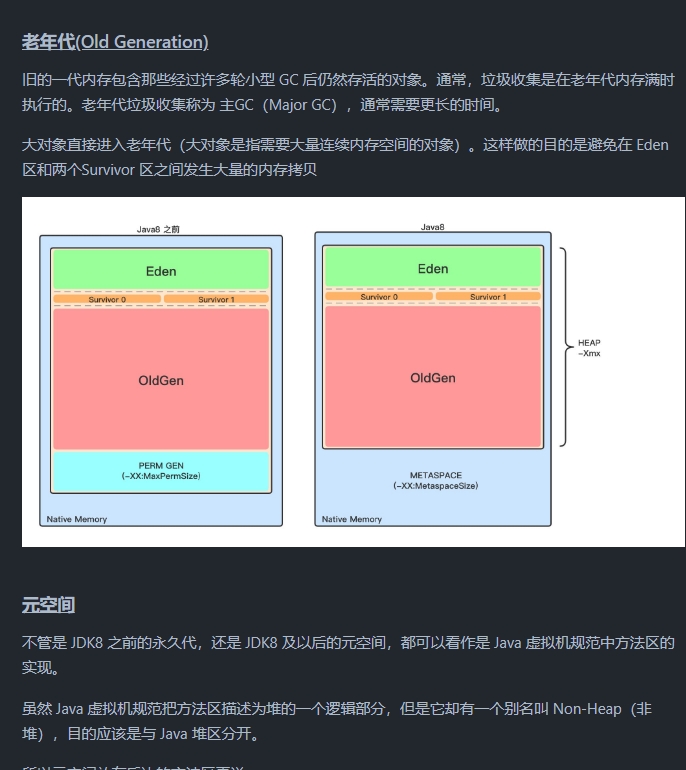 老年代(Old Generation)
旧的一代内存包含那些经过许多轮小型 GC 后仍然存活的对象。通常，垃圾收集是在老年代内存满时
执行的。老年代垃圾收集称为 主GC（Major GC），通常需要更长的时间。
大对象直接进入老年代（大对象是指需要大量连续内存空间的对象）。这样做的目的是避免在 Eden
区和两个Survivor 区之间发生大量的内存拷贝
Java8 之前
Eden
Survivor 0
Survivor 1
OldGen
PERM GEN
(-XX:MaxPermSize)
Native Memory
Java8
Eden
Survivor 0
Survivor 1
OldGen
METASPACE
(-XX:MetaspaceSize)
Native Memory
HEAP
-Xmx
元空间
不管是 JDK8 之前的永久代，还是 JDK8 及以后的元空间，都可以看作是 Java 虚拟机规范中方法区的
实现。
虽然 Java 虚拟机规范把方法区描述为堆的一个逻辑部分，但是它却有一个别名叫 Non-Heap（非
堆），目的应该是与 Java 堆区分开。